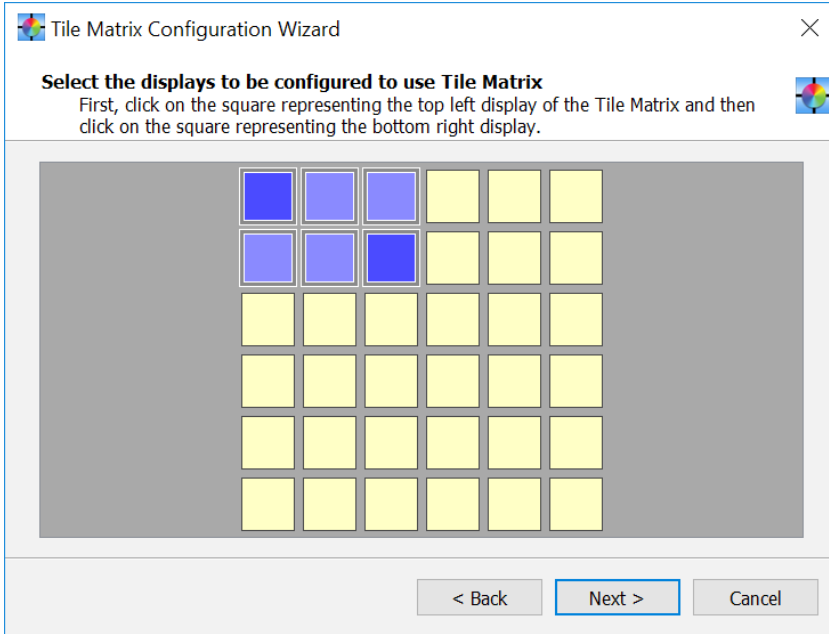 Tile Matrix Configuration Wizard
Select the displays to be configured to use Tile Matrix
First, click on the square representing the top left display of the Tile Matrix and then
click on the square representing the bottom right display.
< Back
Next >
Cancel